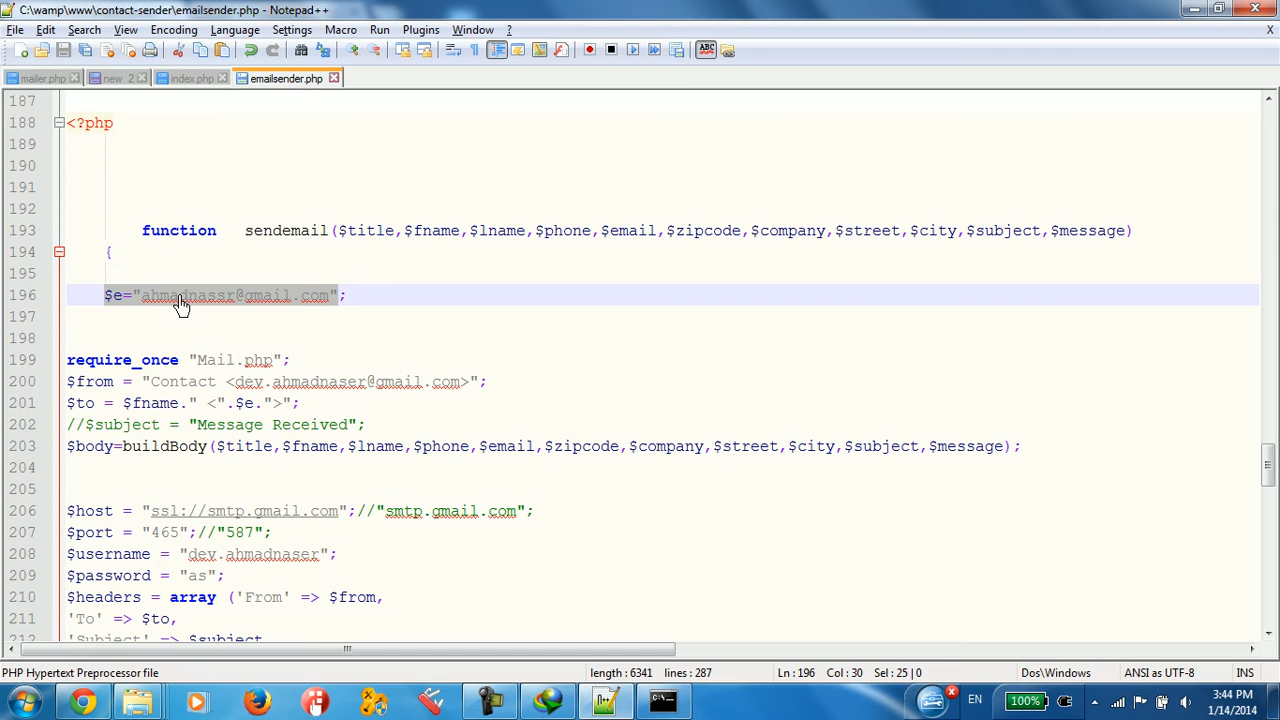 C:\wamp\www\contact-sender\emailsender.php - Notepad++
File Edit Search View Encoding Language Settings Macro Run Plugins Window ? X
mailer.php new 2 index.php emailsender.php
187
188 <?php
189
190
191
192
193 function sendemail($title,$fname,$lname,$phone,$email,$zipcode,$company,$street,$city,$subject,$message)
194 {
195
196 $e="ahmadnassr@gmail.com";
197
198
199 require_once "Mail.php";
200 $from = "Contact <dev.ahmadnaser@gmail.com>";
201 $to = $fname." <".$e.">";
202 //$subject = "Message Received";
203 $body=buildBody($title,$fname,$lname,$phone,$email,$zipcode,$company,$street,$city,$subject,$message);
204
205
206 $host = "ssl://smtp.gmail.com";//"smtp.gmail.com";
207 $port = "465";//"587";
208 $username = "dev.ahmadnaser";
209 $password = "as";
210 $headers = array ('From' => $from,
211 'To' => $to,
212 'Subject' => $subject
PHP Hypertext Preprocessor file length : 6341 lines : 287 Ln : 196 Col : 30 Sel : 25 | 0 Dos\Windows ANSI as UTF-8 INS
EN 100% 3:44 PM
1/14/2014